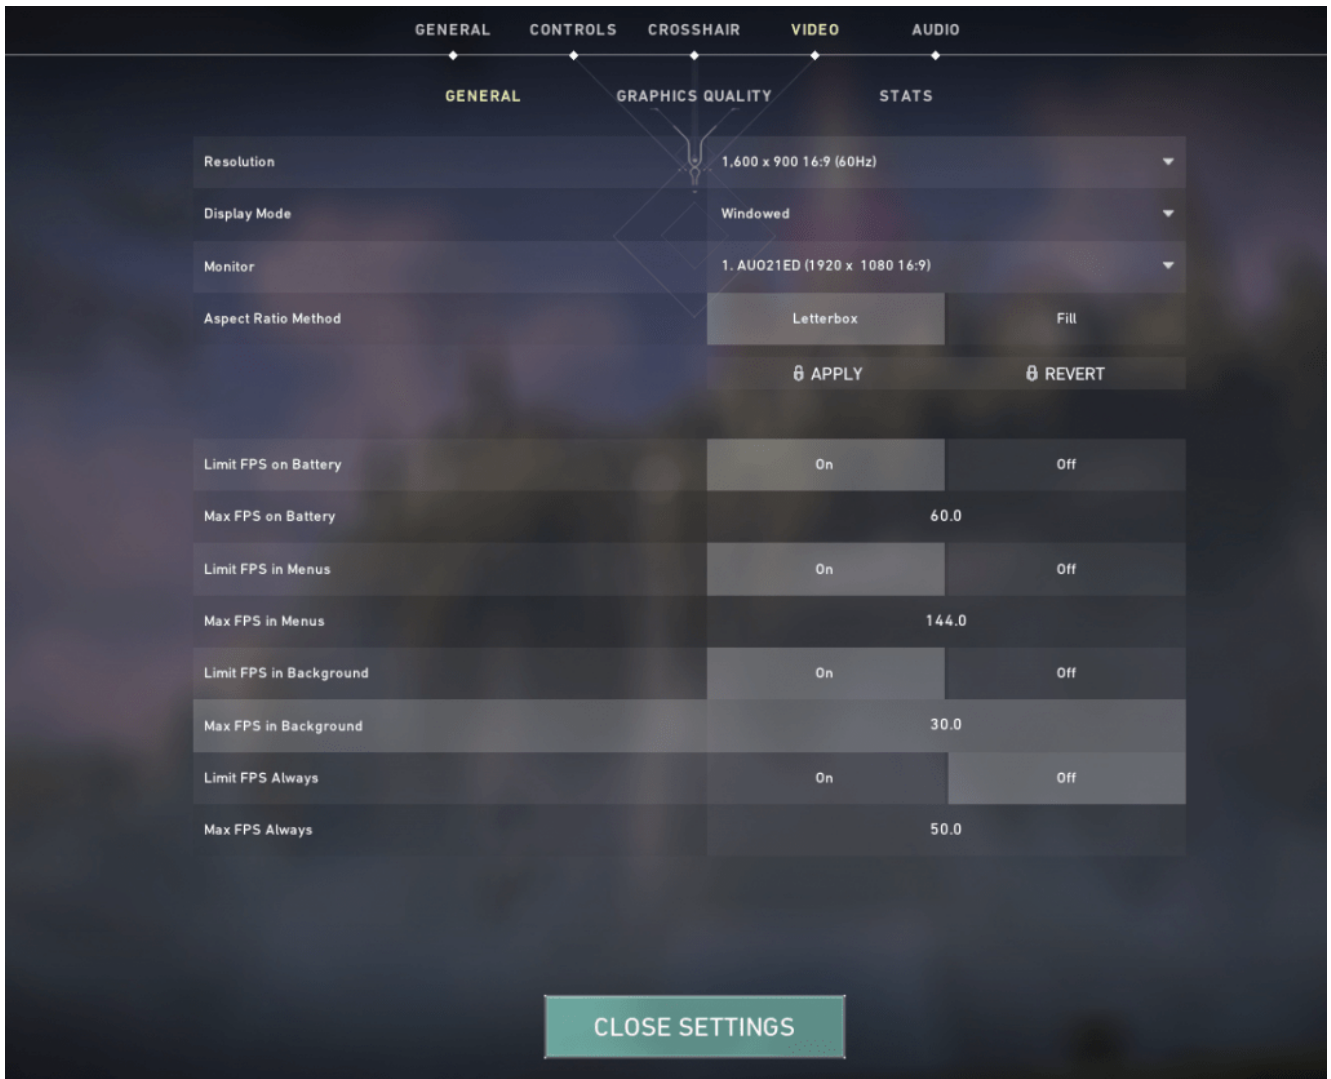 GENERAL CONTROLS CROSSHAIR VIDEO AUDIO
GENERAL GRAPHICS QUALITY STATS
Resolution 1,600 x 900 16:9 (60Hz)
Display Mode Windowed
Monitor 1. AUO21ED (1920 x 1080 16:9)
Aspect Ratio Method Letterbox Fill
APPLY REVERT
Limit FPS on Battery On Off
Max FPS on Battery 60.0
Limit FPS in Menus On Off
Max FPS in Menus 144.0
Limit FPS in Background On Off
Max FPS in Background 30.0
Limit FPS Always On Off
Max FPS Always 50.0
CLOSE SETTINGS